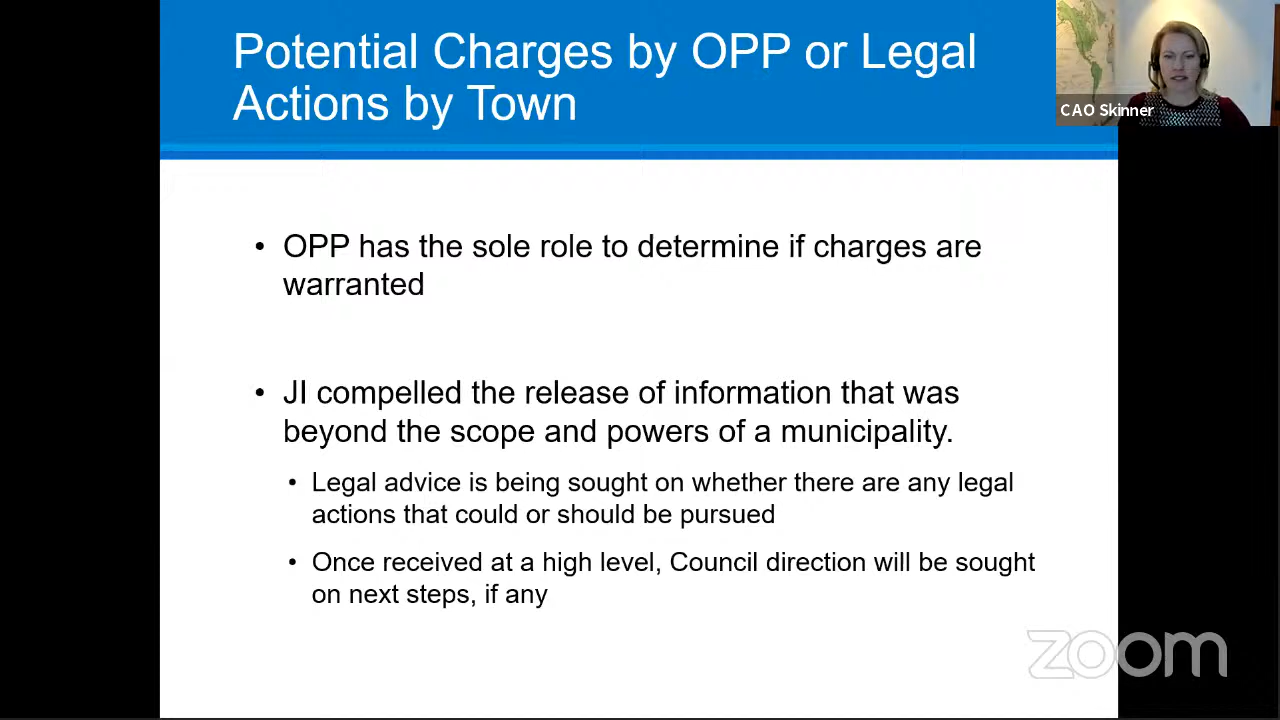 Potential Charges by OPP or Legal
Actions by Town
CAO Skinner
• OPP has the sole role to determine if charges are
warranted
• JI compelled the release of information that was
beyond the scope and powers of a municipality.
• Legal advice is being sought on whether there are any legal
actions that could or should be pursued
• Once received at a high level, Council direction will be sought
on next steps, if any
zoom